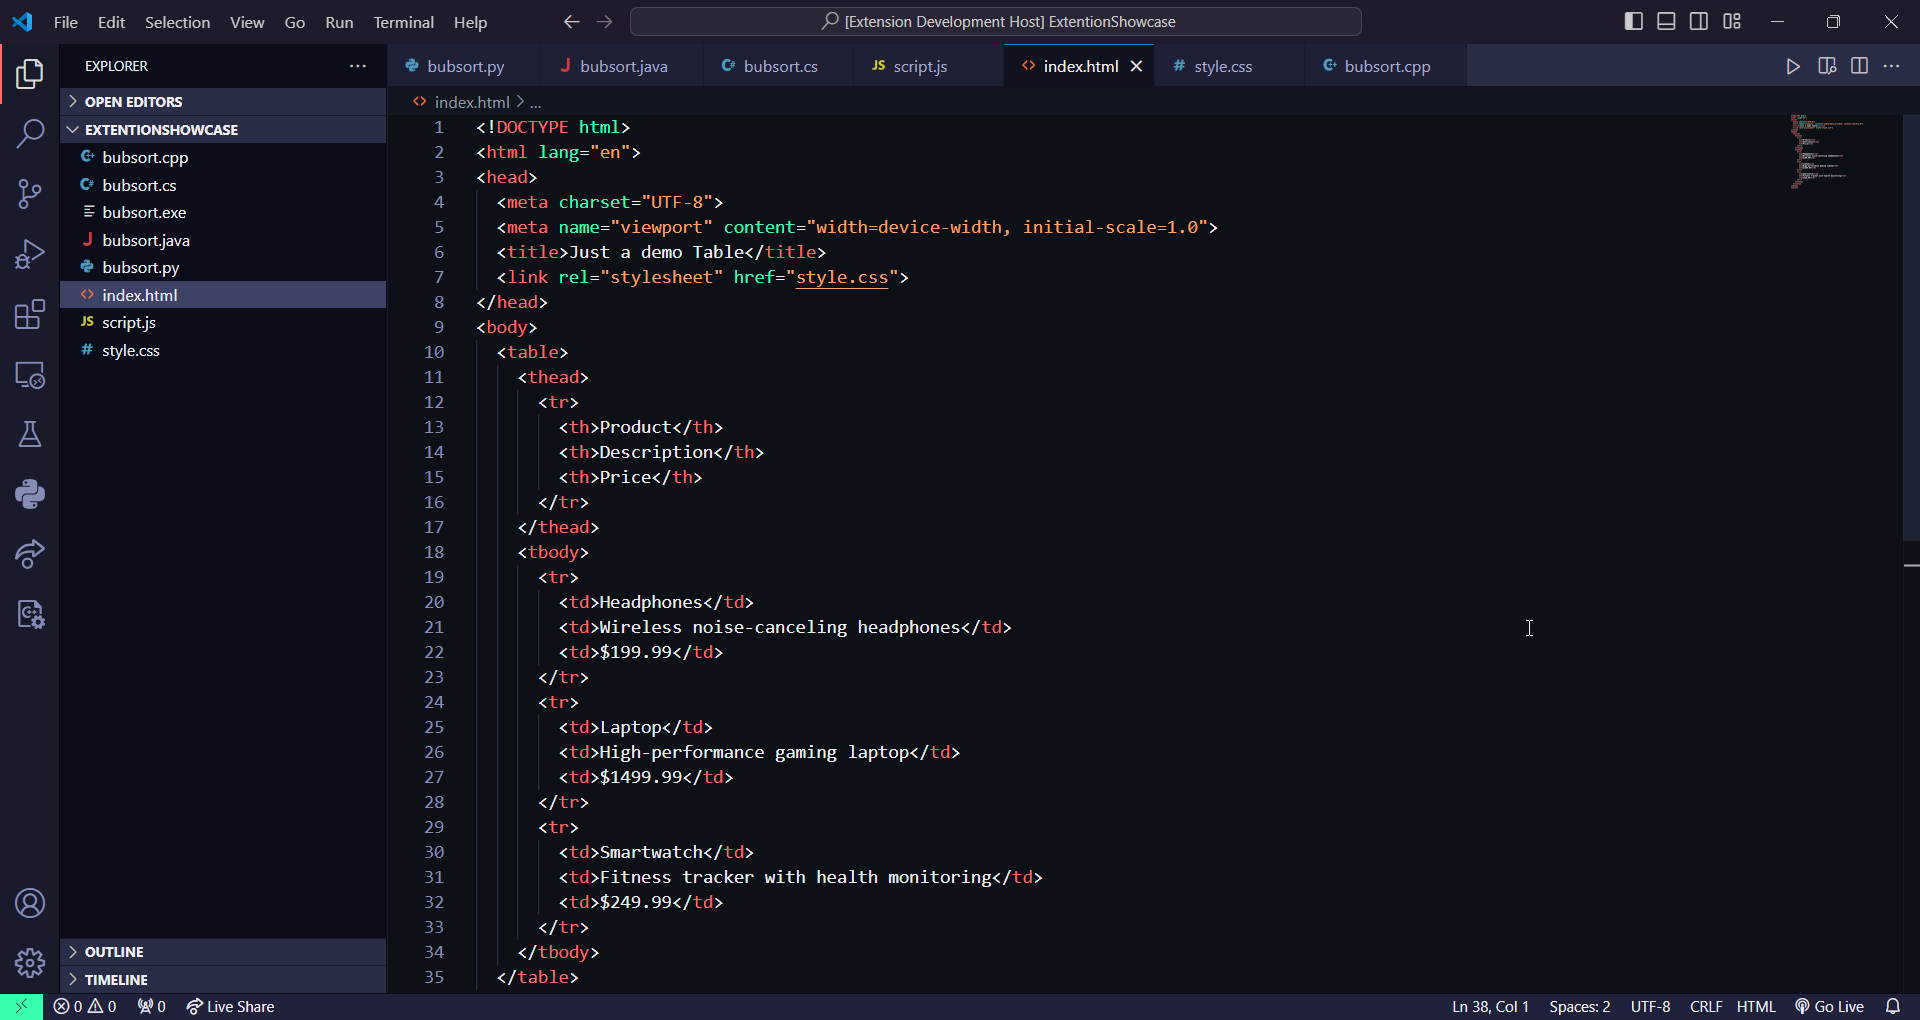 File Edit Selection View Go Run Terminal Help
[Extension Development Host] ExtentionShowcase
EXPLORER
OPEN EDITORS
EXTENTIONSHOWCASE
bubsort.cpp
bubsort.cs
bubsort.exe
bubsort.java
bubsort.py
index.html
script.js
style.css
OUTLINE
TIMELINE
bubsort.py bubsort.java bubsort.cs script.js index.html style.css bubsort.cpp
index.html > ...
1 <!DOCTYPE html>
2 <html lang="en">
3 <head>
4 <meta charset="UTF-8">
5 <meta name="viewport" content="width=device-width, initial-scale=1.0">
6 <title>Just a demo Table</title>
7 <link rel="stylesheet" href="style.css">
8 </head>
9 <body>
10 <table>
11 <thead>
12 <tr>
13 <th>Product</th>
14 <th>Description</th>
15 <th>Price</th>
16 </tr>
17 </thead>
18 <tbody>
19 <tr>
20 <td>Headphones</td>
21 <td>Wireless noise-canceling headphones</td>
22 <td>$199.99</td>
23 </tr>
24 <tr>
25 <td>Laptop</td>
26 <td>High-performance gaming laptop</td>
27 <td>$1499.99</td>
28 </tr>
29 <tr>
30 <td>Smartwatch</td>
31 <td>Fitness tracker with health monitoring</td>
32 <td>$249.99</td>
33 </tr>
34 </tbody>
35 </table>
0 0 0 Live Share Ln 38, Col 1 Spaces: 2 UTF-8 CRLF HTML Go Live